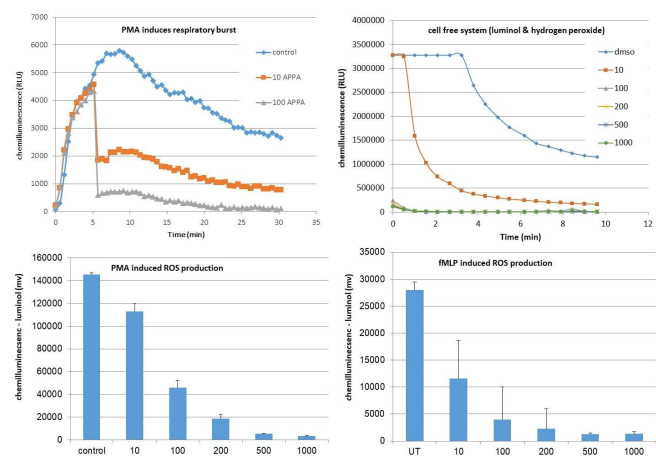 PMA induces respiratory burst
chemilluminescence (RLU)
7000
6000
5000
4000
3000
2000
1000
0
0 5 10 15 20 25 30 35
Time (min)
control
10 APPA
100 APPA
cell free system (luminol & hydrogen peroxide)
chemilluminescence (RLU)
4000000
3500000
3000000
2500000
2000000
1500000
1000000
500000
0
0 2 4 6 8 10 12
Time (min)
dmso
10
100
200
500
1000
PMA induced ROS production
chemilluminecsenc - luminol (mv)
160000
140000
120000
100000
80000
60000
40000
20000
0
control 10 100 200 500 1000
fMLP induced ROS production
chemilluminecsenc - luminol (mv)
35000
30000
25000
20000
15000
10000
5000
0
UT 10 100 200 500 1000